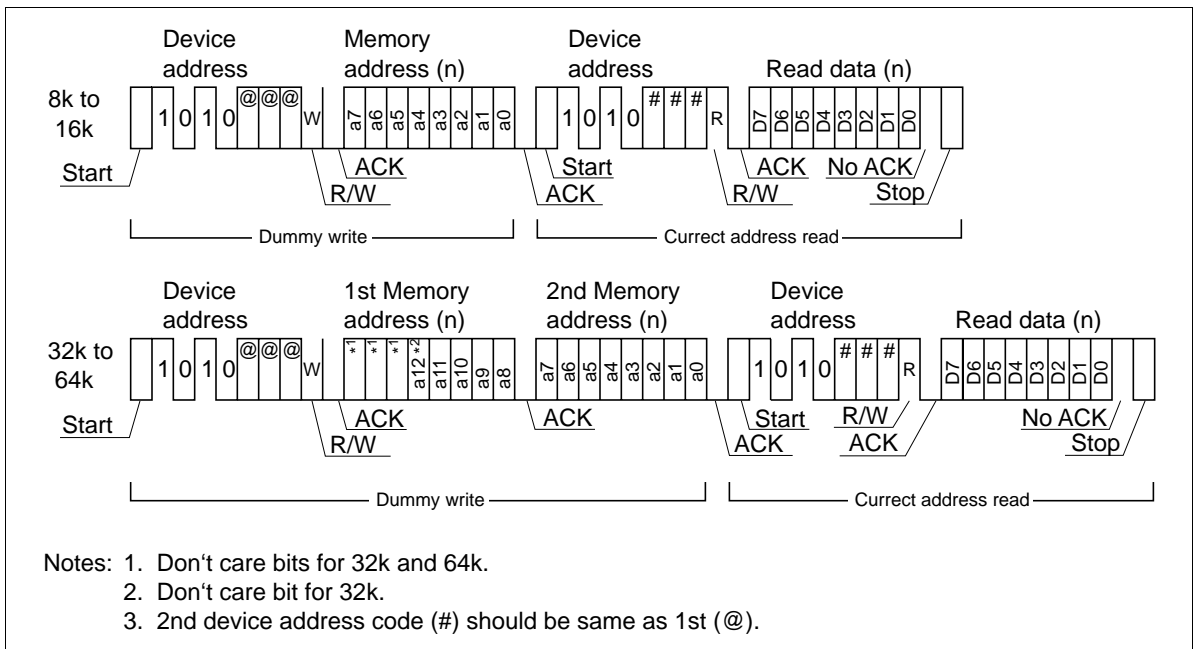 Device Memory Device
address address (n) address Read data (n)
8k to
16k
1 0 1 0 @ @ @ W a7 a6 a5 a4 a3 a2 a1 a0 1 0 1 0 # # # R D7 D6 D5 D4 D3 D2 D1 D0
Start ACK Start ACK No ACK
R/W ACK R/W Stop
Dummy write Currect address read
Device 1st Memory 2nd Memory Device
address address (n) address (n) address Read data (n)
32k to
64k
1 0 1 0 @ @ @ W *1 *1 *1 a12*2 a11 a10 a9 a8 a7 a6 a5 a4 a3 a2 a1 a0 1 0 1 0 # # # R D7 D6 D5 D4 D3 D2 D1 D0
Start ACK ACK Start R/W No ACK
R/W ACK ACK Stop
Dummy write Currect address read
Notes: 1. Don‘t care bits for 32k and 64k.
2. Don‘t care bit for 32k.
3. 2nd device address code (#) should be same as 1st (@).